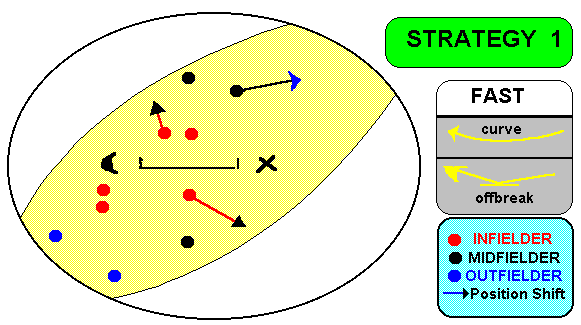 STRATEGY 1
FAST
curve
offbreak
INFIELDER
MIDFIELDER
OUTFIELDER
Position Shift